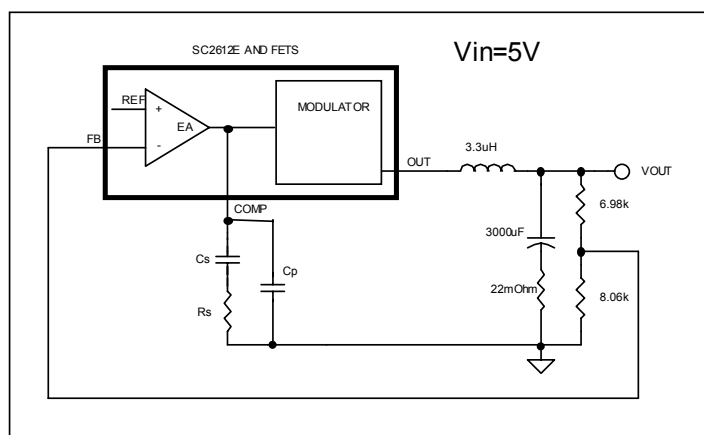 SC2612E AND FETS
Vin=5V
REF
+
EA
-
FB
MODULATOR
OUT
3.3uH
VOUT
6.98k
COMP
3000uF
Cs
Cp
22mOhm
8.06k
Rs